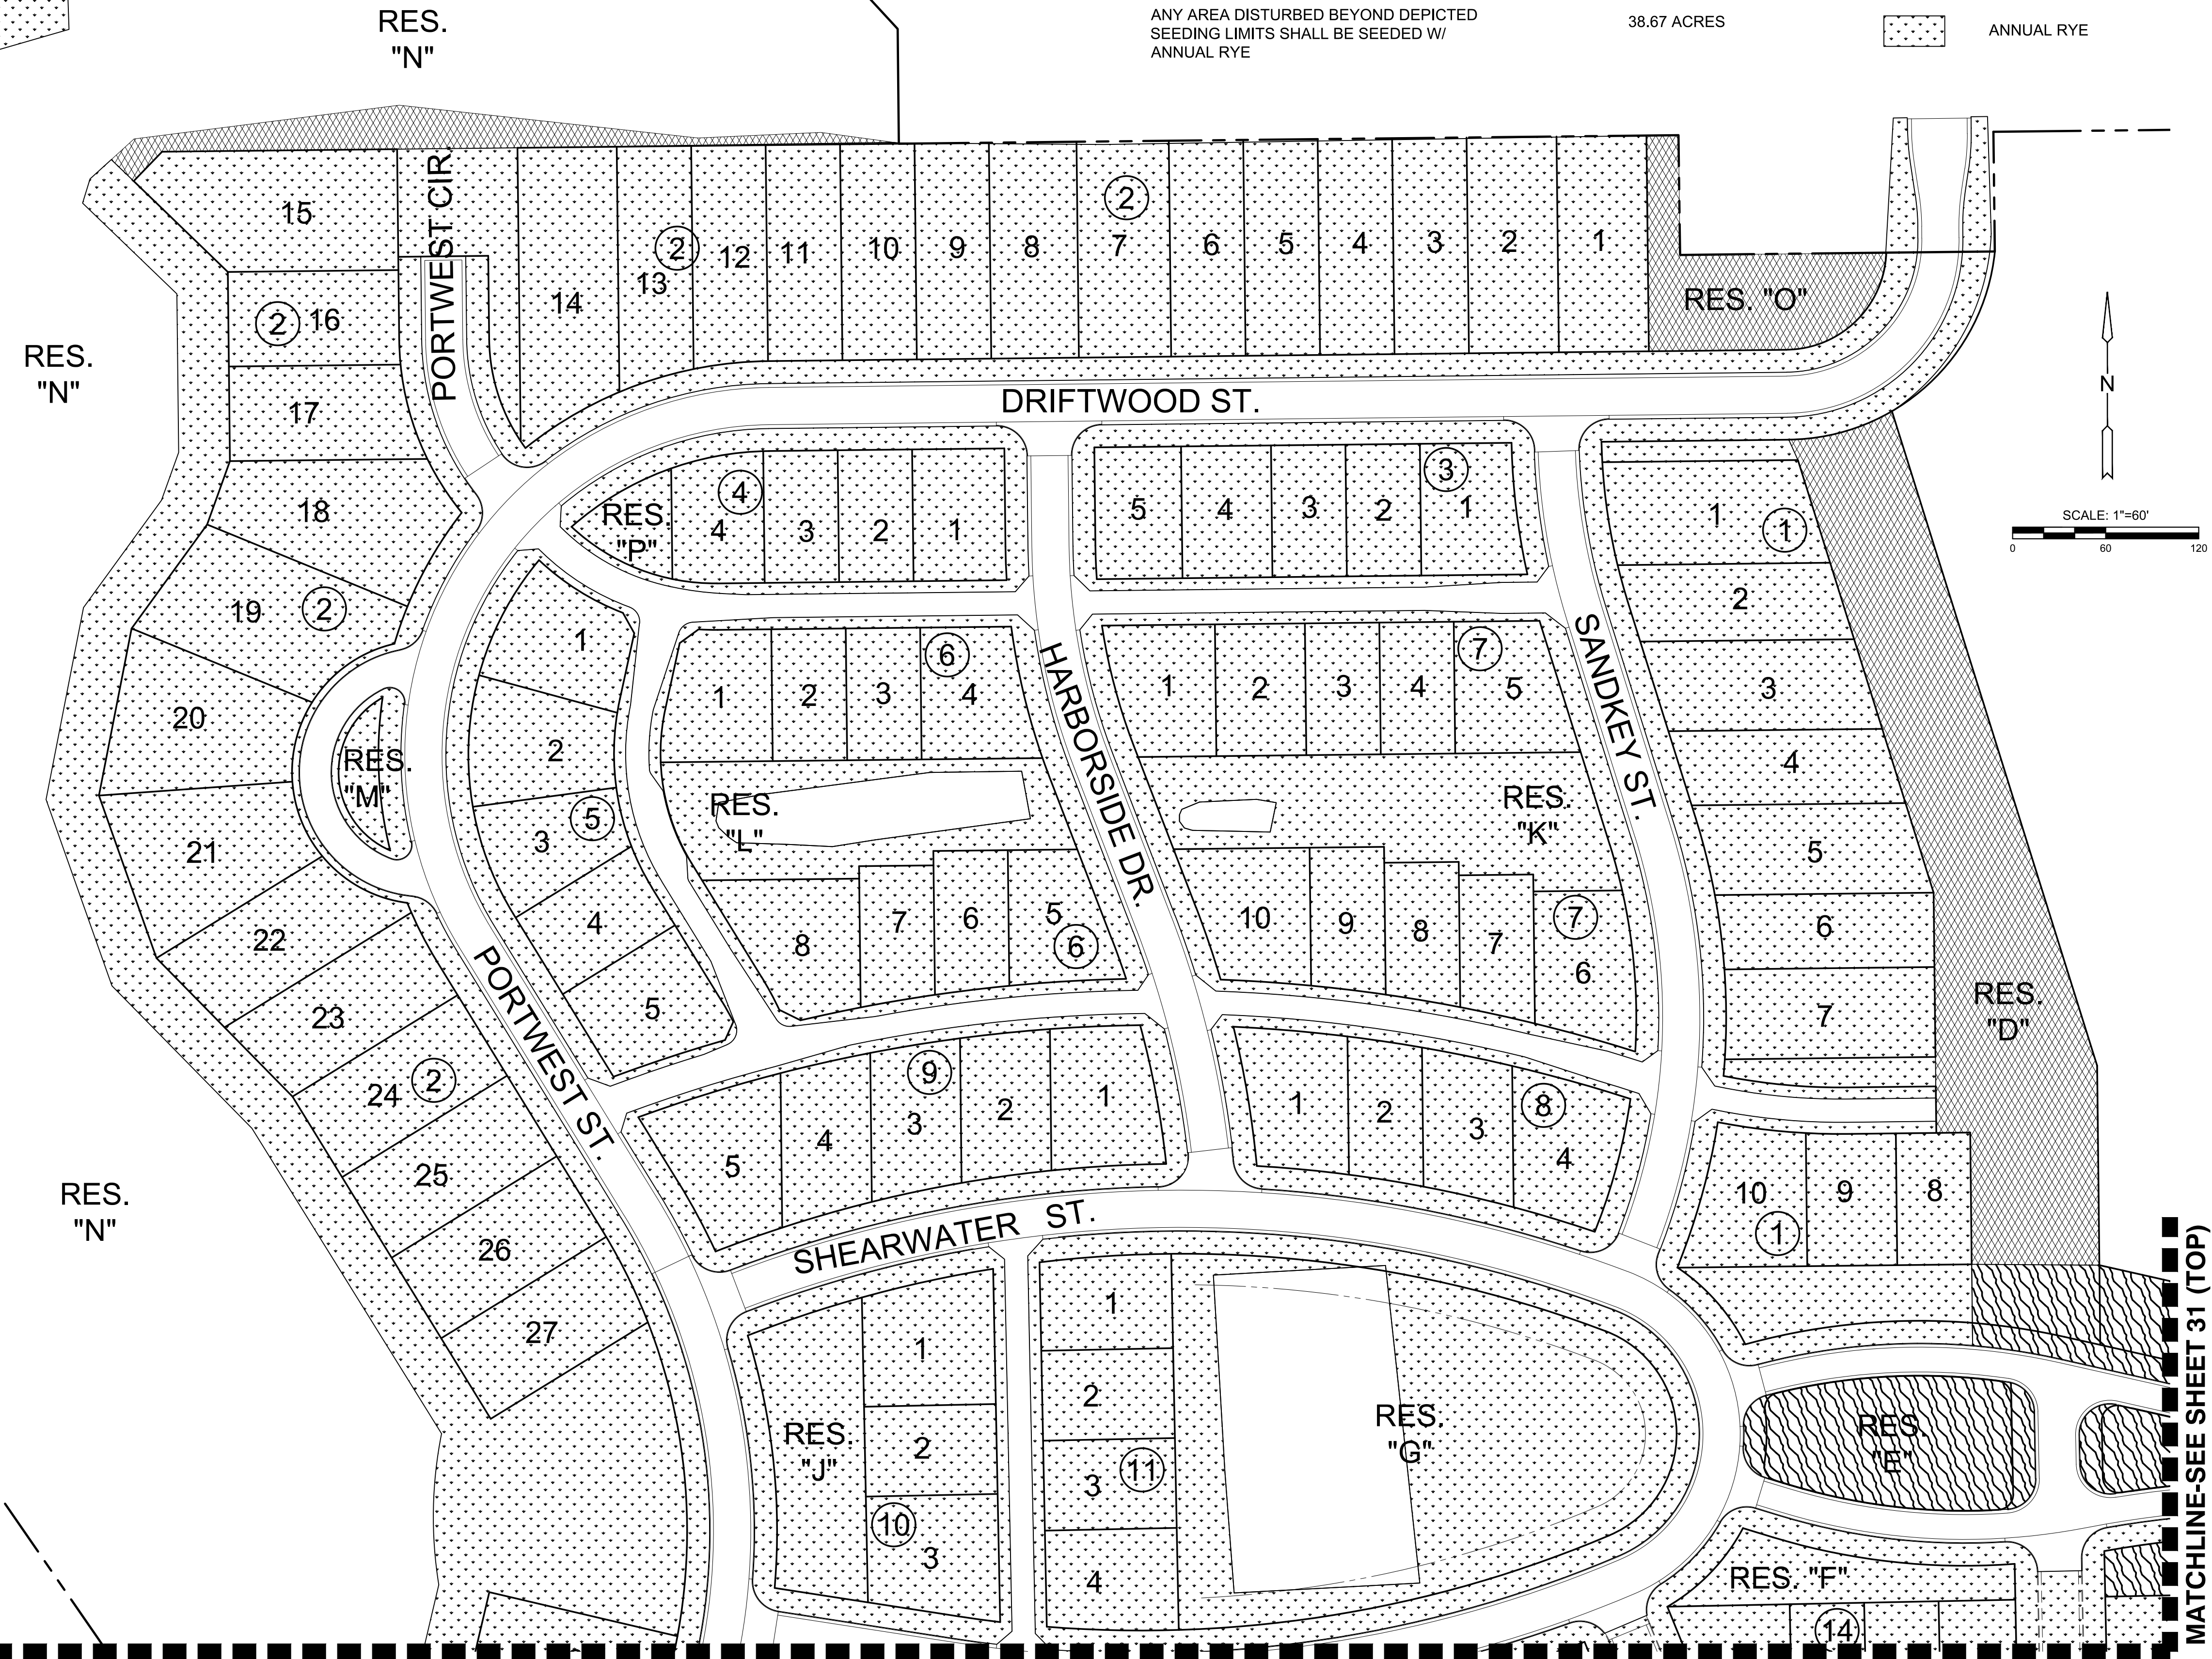 RES.
"N"
ANY AREA DISTURBED BEYOND DEPICTED
SEEDING LIMITS SHALL BE SEEDED W/
ANNUAL RYE
38.67 ACRES
ANNUAL RYE
PORTWEST CIR.
15
2
16
17
18
19
2
20
21
22
23
24
2
25
26
27
14
13
2
12
11
10
9
8
2
7
6
5
4
3
2
1
RES. "O"
RES.
"N"
N
SCALE: 1"=60'
0
60
120
DRIFTWOOD ST.
RES.
"P"
4
4
3
2
1
5
4
3
2
3
1
1
1
2
3
4
5
6
7
RES.
"D"
SANDKEY ST.
HARBORSIDE DR.
RES.
"M"
1
2
3
5
4
5
1
2
3
6
4
RES.
"L"
8
7
6
5
6
1
2
3
4
7
5
RES.
"K"
10
9
8
7
7
6
PORTWEST ST.
5
4
9
3
2
1
1
2
3
8
4
10
1
9
8
RES.
"N"
SHEARWATER ST.
RES.
"J"
1
2
10
3
1
2
3
11
4
RES.
"G"
RES.
"E"
RES. "F"
14
MATCHLINE-SEE SHEET 31 (TOP)